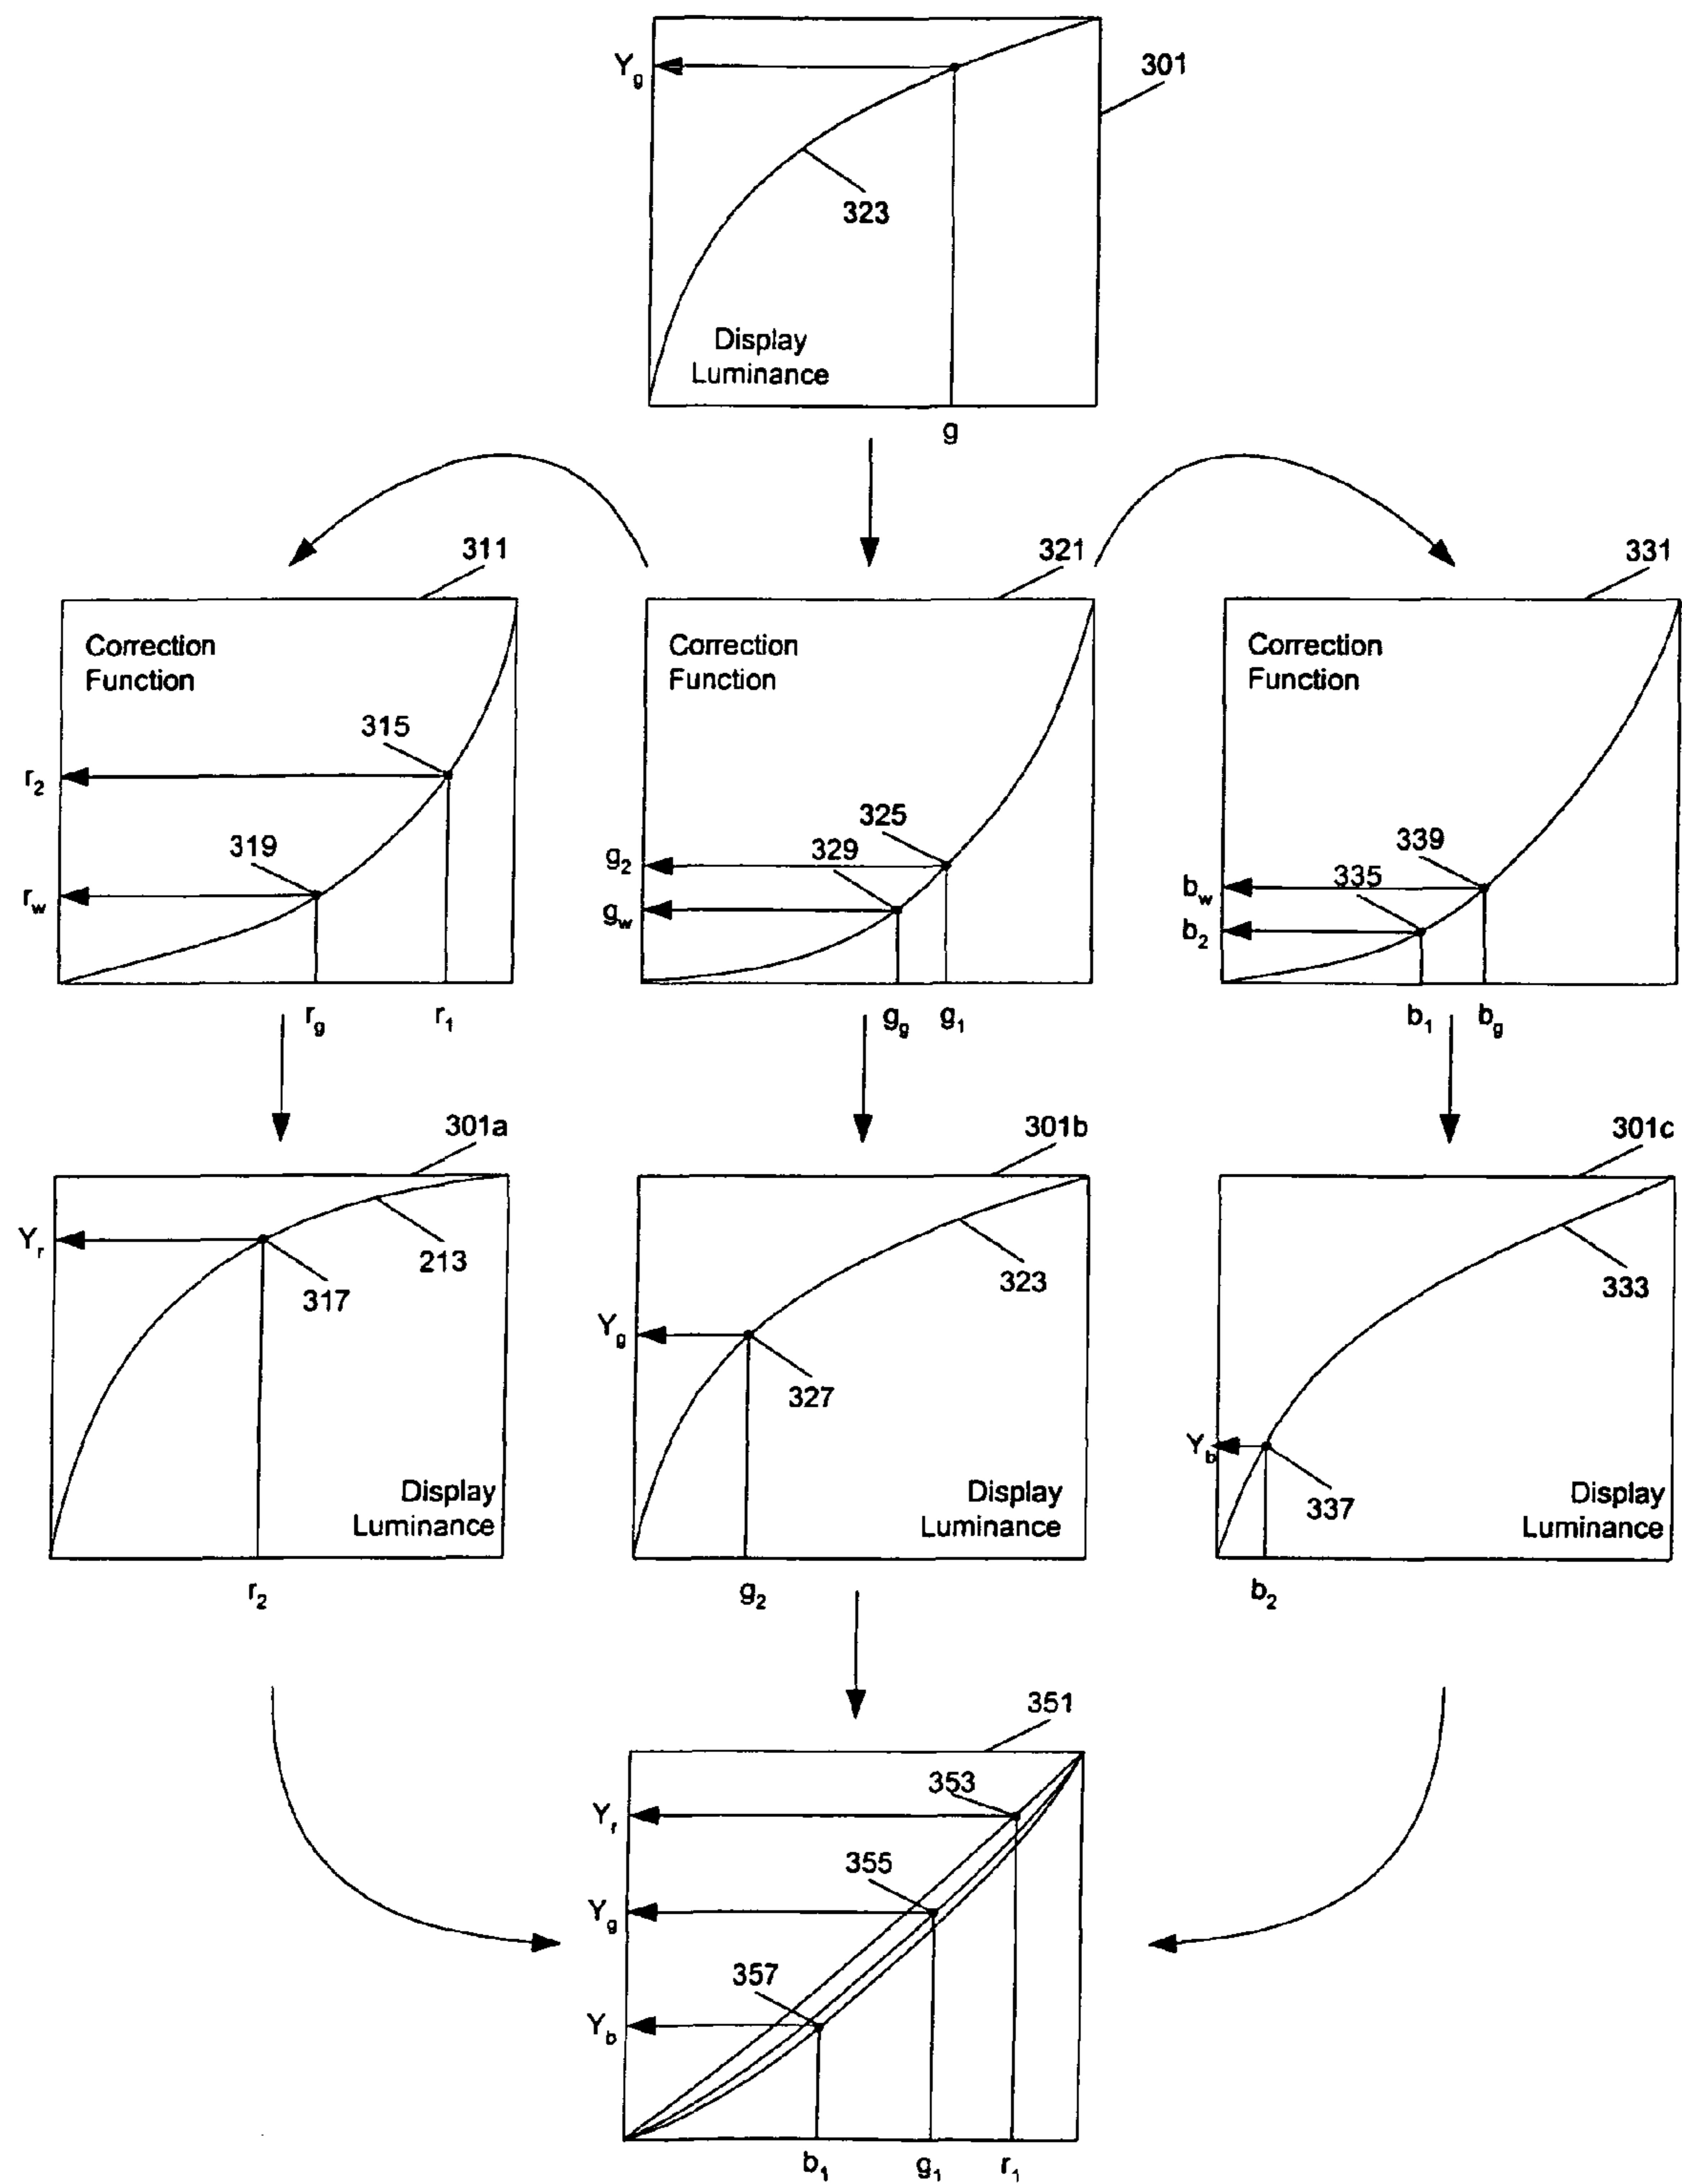 Y_g
301
323
Display
Luminance
g
311
321
331
Correction
Function
Correction
Function
Correction
Function
315
r_2
319
r_w
325
g_2
329
g_w
339
b_w
335
b_2
r_g
r_1
g_g
g_1
b_1
b_g
301a
301b
301c
Y_r
213
317
Display
Luminance
r_2
323
Y_g
327
Display
Luminance
g_2
333
Y_b
337
Display
Luminance
b_2
351
353
Y_r
355
Y_g
357
Y_b
b_1
g_1
r_1